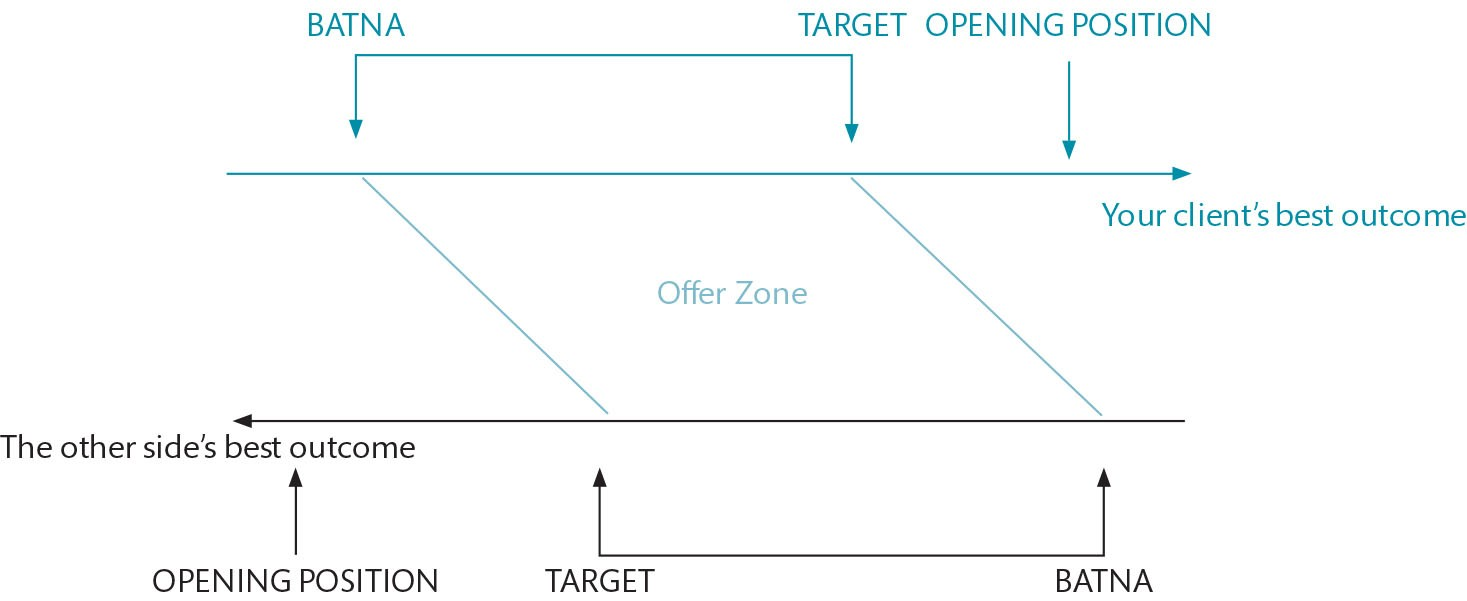 BATNA
TARGET
OPENING POSITION
Your client’s best outcome
Offer Zone
The other side’s best outcome
OPENING POSITION
TARGET
BATNA